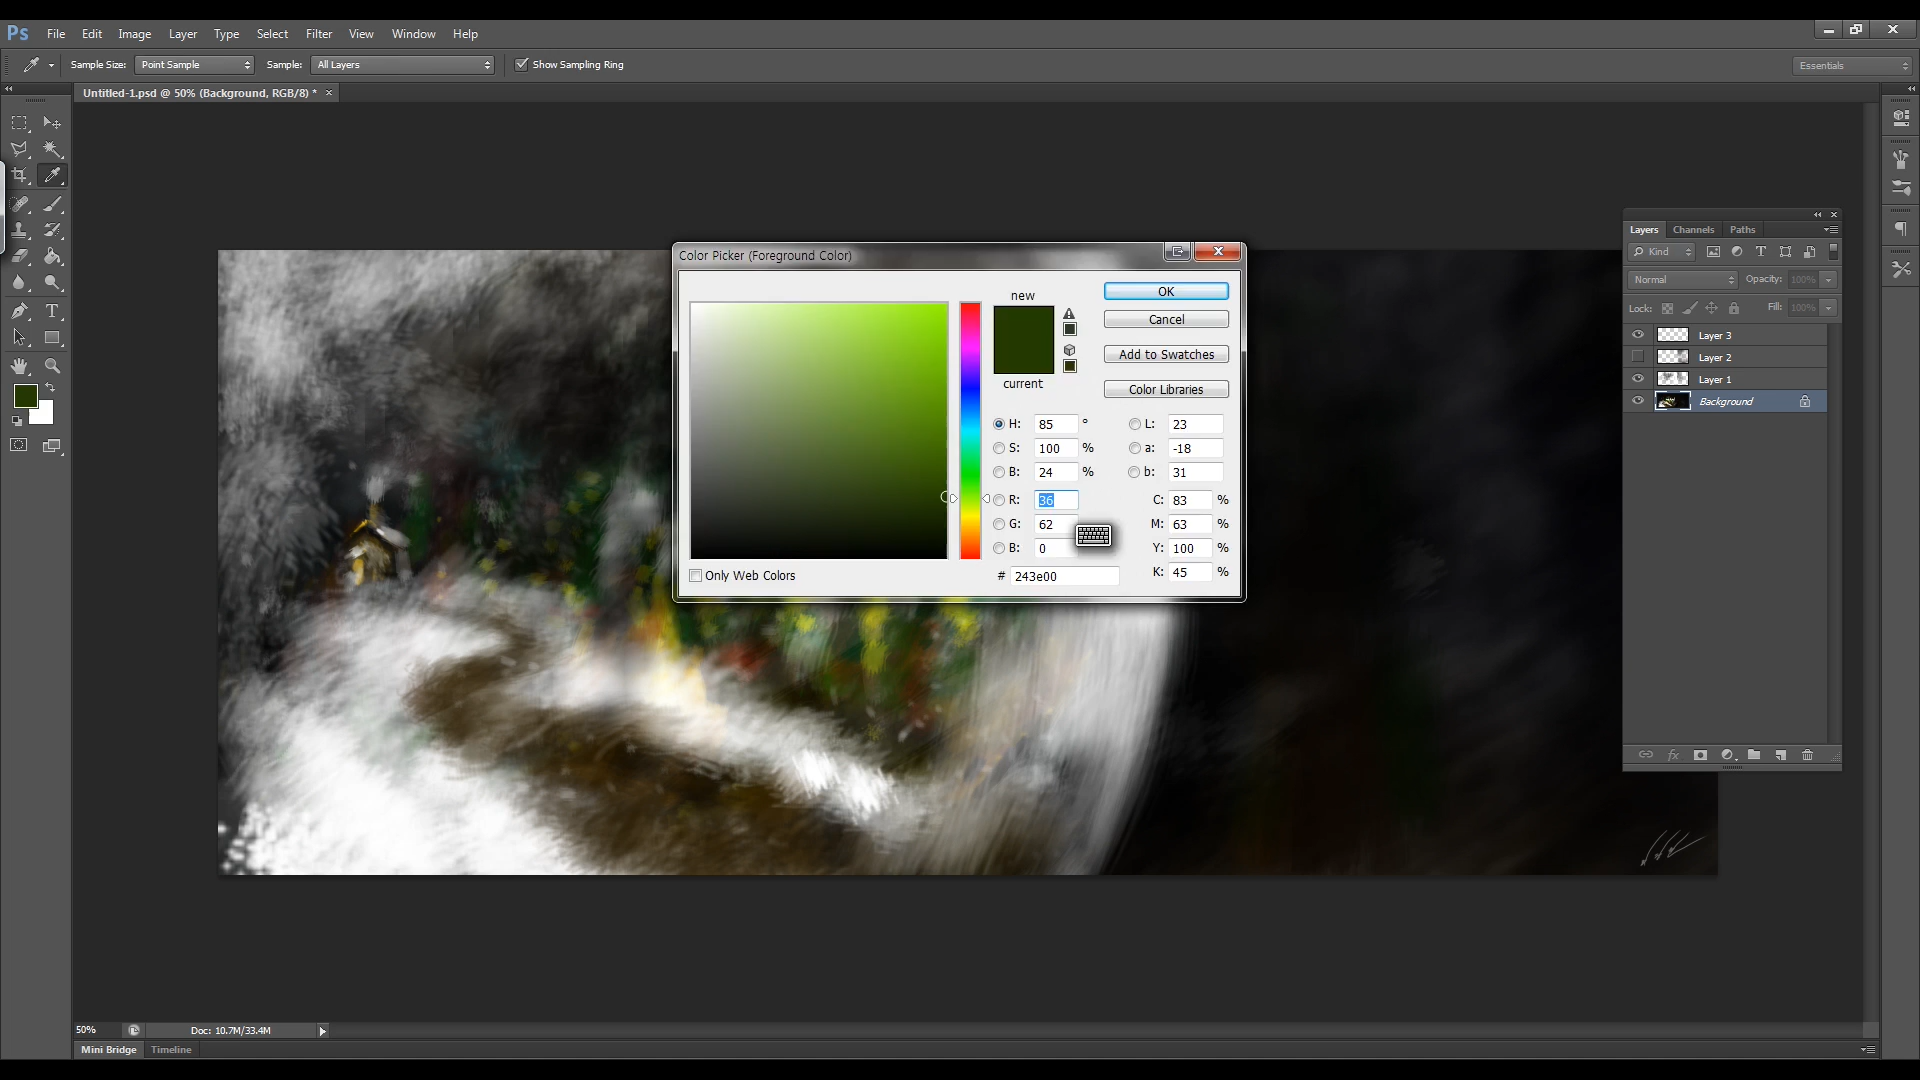 Ps File Edit Image Layer Type Select Filter View Window Help
Sample Size: Point Sample Sample: All Layers Show Sampling Ring Essentials
Untitled-1.psd @ 50% (Background, RGB/8) * ×
Color Picker (Foreground Color)
new
current
OK
Cancel
Add to Swatches
Color Libraries
H: 85 ° L: 23
S: 100 % a: -18
B: 24 % b: 31
R: 36 C: 83 %
G: 62 M: 63 %
B: 0 Y: 100 %
# 243e00 K: 45 %
Only Web Colors
Layers Channels Paths
Kind
Normal Opacity: 100%
Lock: Fill: 100%
Layer 3
Layer 2
Layer 1
Background
fx
50% Doc: 10.7M/33.4M
Mini Bridge Timeline